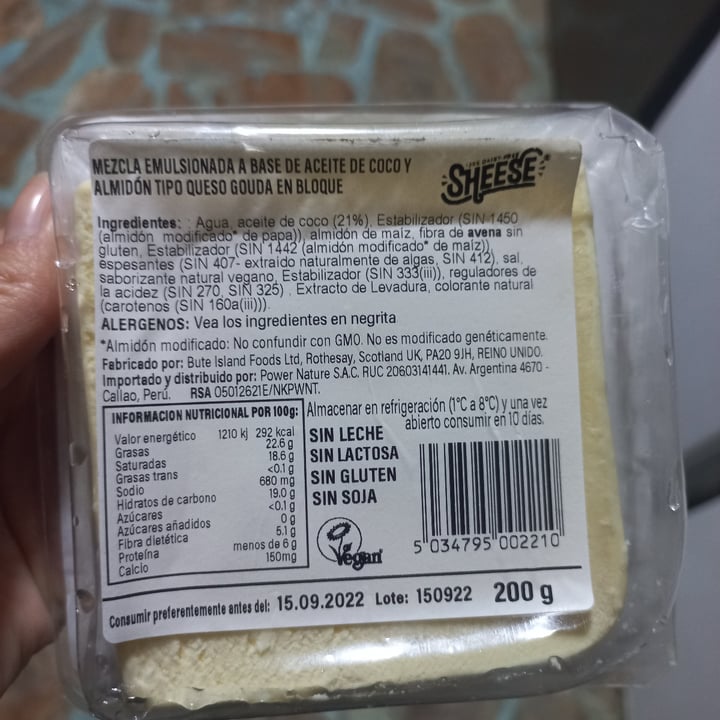 MEZCLA EMULSIONADA A BASE DE ACEITE DE COCO Y
ALMIDÓN TIPO QUESO GOUDA EN BLOQUE
SHEESE
Ingredientes: : Agua, aceite de coco (21%), Estabilizador (SIN 1450
(almidón modificado* de papa)), almidón de maíz, fibra de avena sin
gluten, Estabilizador (SIN 1442 (almidón modificado* de maíz)),
espesantes (SIN 407- extraído naturalmente de algas, SIN 412), sal,
saborizante natural vegano, Estabilizador (SIN 333(iii)), reguladores de
la acidez (SIN 270, SIN 325) . Extracto de Levadura, colorante natural
(carotenos (SIN 160a(iii))).
ALERGENOS: Vea los ingredientes en negrita
*Almidón modificado: No confundir con GMO. No es modificado genéticamente.
Fabricado por: Bute Island Foods Ltd, Rothesay, Scotland UK, PA20 9JH, REINO UNIDO.
Importado y distribuido por: Power Nature S.A.C. RUC 20603141441. Av. Argentina 4670 -
Callao, Perú. RSA 05012621E/NKPWNT.
INFORMACION NUTRICIONAL POR 100g:
Valor energético 1210 kj 292 kcal
Grasas 22.6 g
Saturadas 18.6 g
Grasas trans <0.1 g
Sodio 680 mg
Hidratos de carbono 19.0 g
Azúcares <0.1 g
Azúcares añadidos 0 g
Fibra dietética 5,1 g
Proteína menos de 6 g
Calcio 150mg
Almacenar en refrigeración (1°C a 8°C) y una vez
abierto consumir en 10 días.
SIN LECHE
SIN LACTOSA
SIN GLUTEN
SIN SOJA
Vegan
5 034795 002210
Consumir preferentemente antes del: 15.09.2022 Lote: 150922 200 g